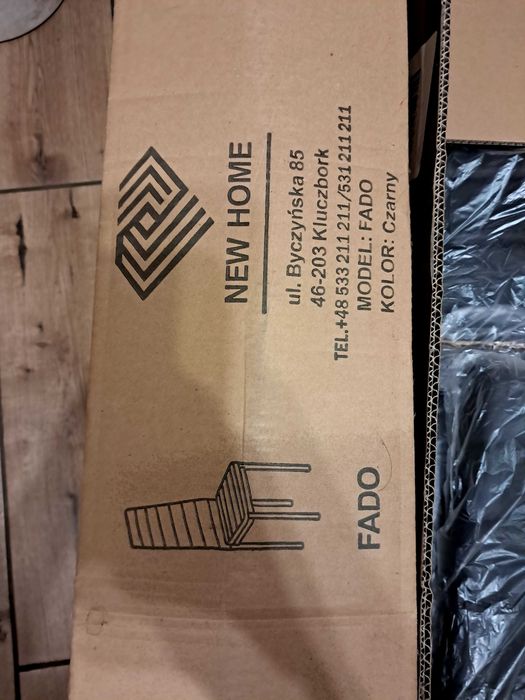 NEW HOME
ul. Byczyńska 85
46-203 Kluczbork
TEL.+48 533 211 211/531 211 211
MODEL: FADO
KOLOR: Czarny
FADO